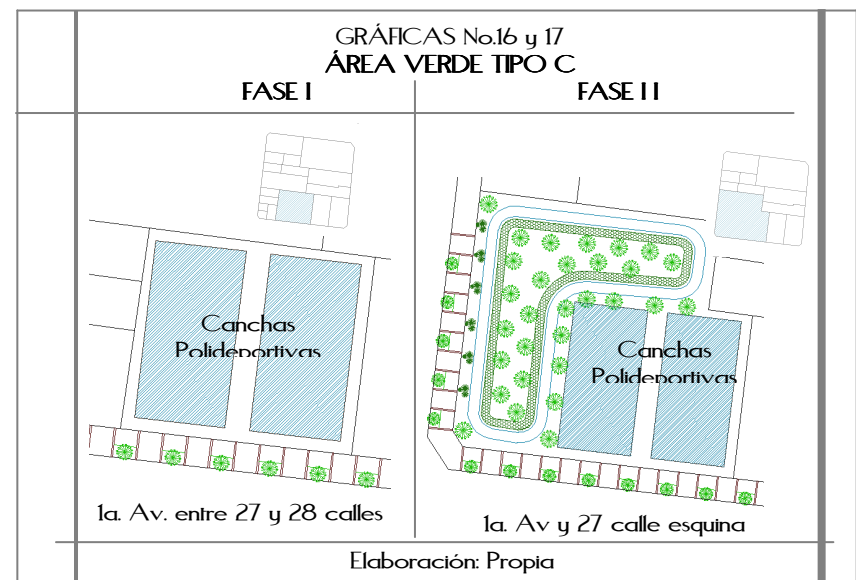 GRÁFICAS No.16 y 17
ÁREA VERDE TIPO C
FASE I
FASE II
Canchas
Polideportivas
Canchas
Polideportivas
1a. Av. entre 27 y 28 calles
1a. Av y 27 calle esquina
Elaboración: Propia